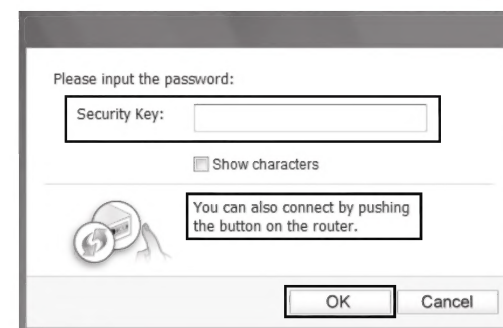 Please input the password:
Security Key:
Show characters
You can also connect by pushing
the button on the router.
OK
Cancel